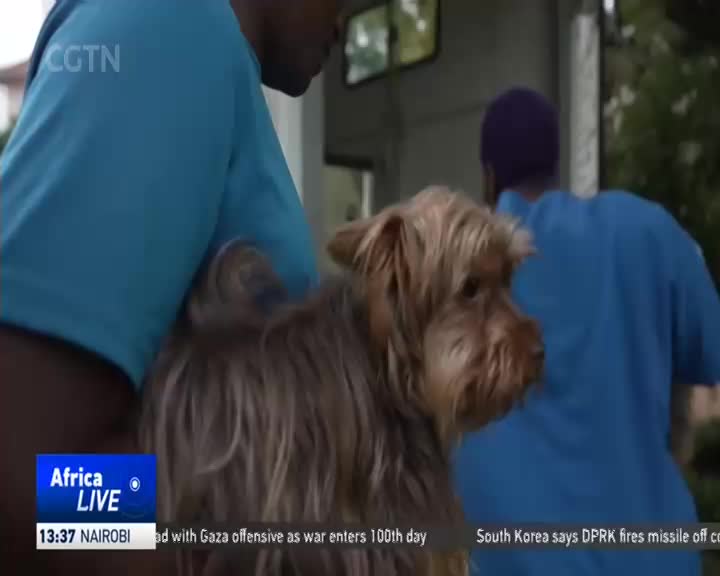 CGTN
Africa
LIVE
13:37 NAIROBI
with Gaza offensive as war enters 100th day South Korea says DPRK fires missile off